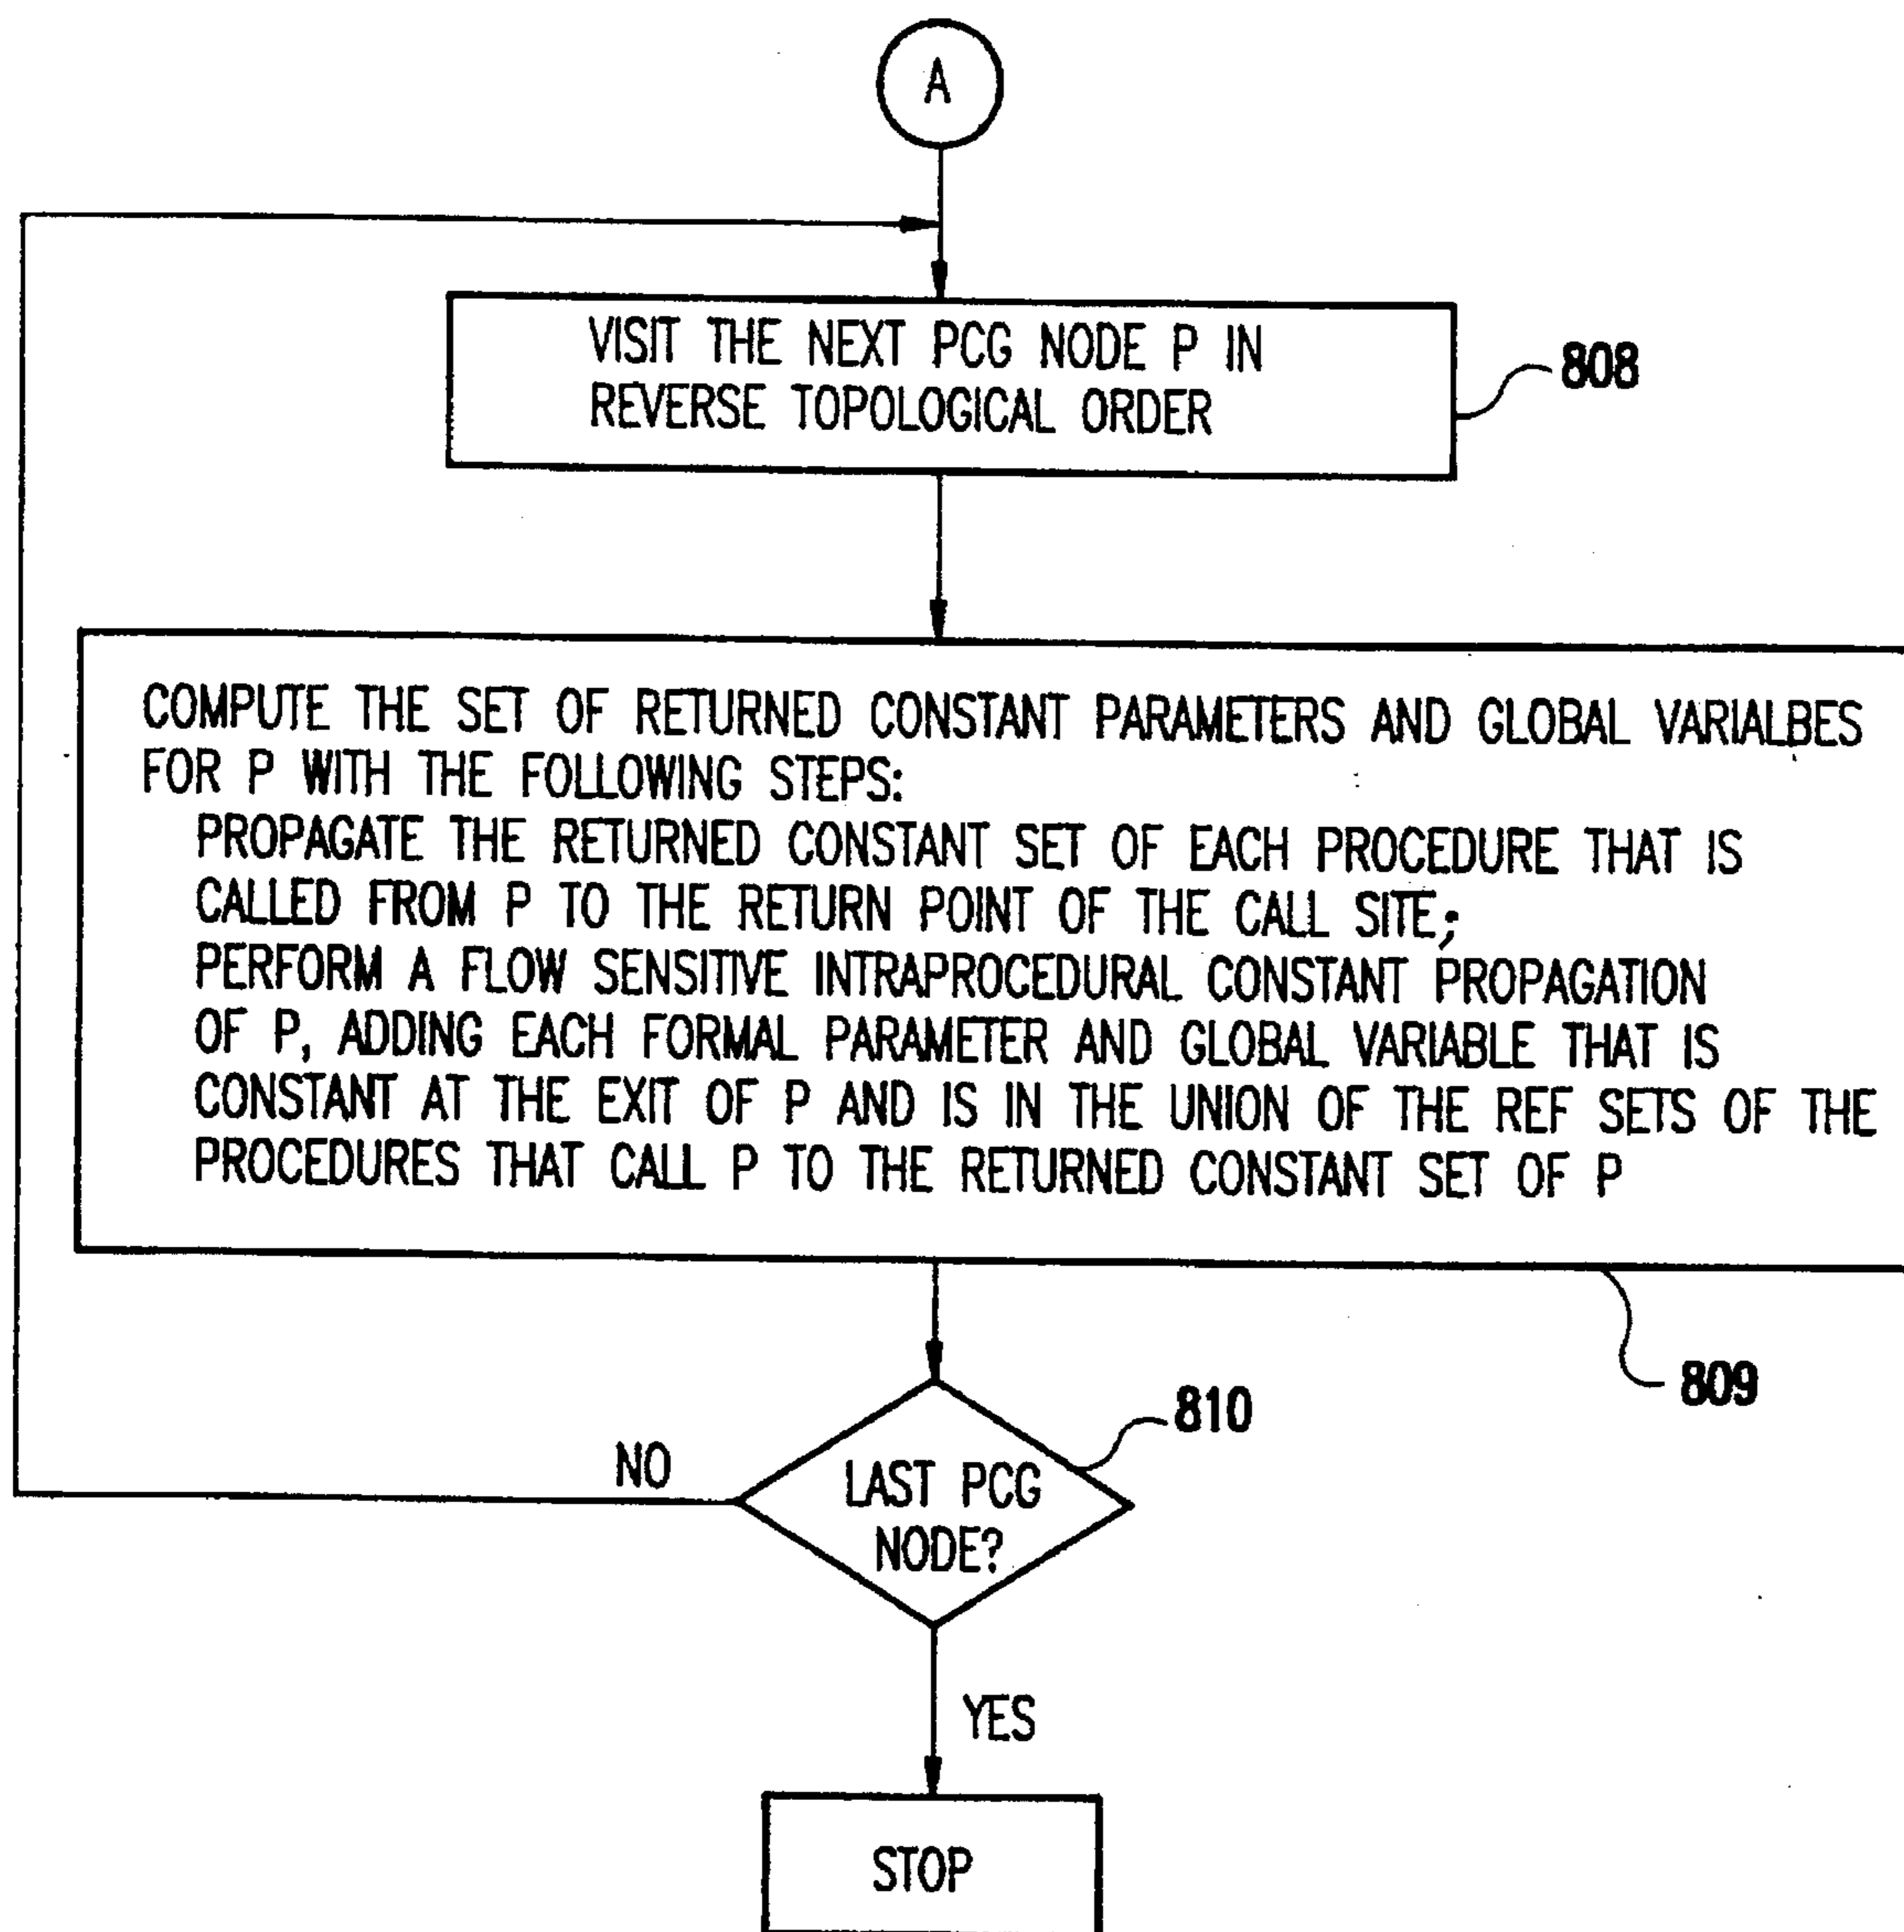 A
VISIT THE NEXT PCG NODE P IN
REVERSE TOPOLOGICAL ORDER
808
COMPUTE THE SET OF RETURNED CONSTANT PARAMETERS AND GLOBAL VARIALBES
FOR P WITH THE FOLLOWING STEPS:
PROPAGATE THE RETURNED CONSTANT SET OF EACH PROCEDURE THAT IS
CALLED FROM P TO THE RETURN POINT OF THE CALL SITE;
PERFORM A FLOW SENSITIVE INTRAPROCEDURAL CONSTANT PROPAGATION
OF P, ADDING EACH FORMAL PARAMETER AND GLOBAL VARIABLE THAT IS
CONSTANT AT THE EXIT OF P AND IS IN THE UNION OF THE REF SETS OF THE
PROCEDURES THAT CALL P TO THE RETURNED CONSTANT SET OF P
809
810
NO
LAST PCG
NODE?
YES
STOP